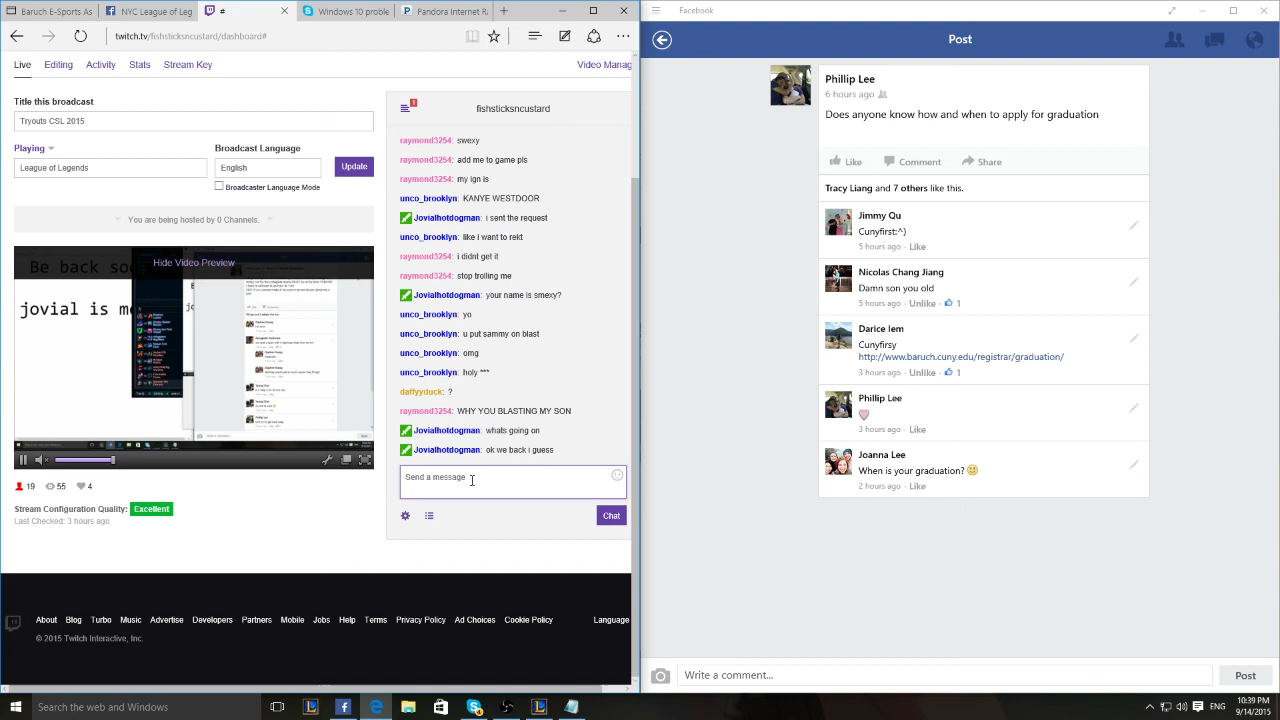 Baruch E-Sports As
NYC League of Leg
#
Windows 10 proble
Pandora Internet Ra
twitch.tv/fishsticksncustard/dashboard#
Live
Editing
Activity
Stats
Stream Key
Video Manag
Title this broadcast
Tryouts CSL 2015
Playing
Broadcast Language
League of Legends
English
Update
Broadcaster Language Mode
You are being hosted by 0 Channels.
Be back soo
Hide Video Preview
jovial is m
19
55
4
Stream Configuration Quality: Excellent
Last Checked: 3 hours ago
1
fishsticksncustard
raymond3254: swexy
raymond3254: add me to game pls
raymond3254: my ign is
unco_brooklyn: KANYE WESTDOOR
Jovialhotdogman: i sent the request
unco_brooklyn: like i want to rekt
raymond3254: i didnt get it
raymond3254: stop trolling me
Jovialhotdogman: your name is smexy?
unco_brooklyn: yo
unco_brooklyn: u put sammy on blast
unco_brooklyn: omg
unco_brooklyn: holy ***
daffyyduck: ?
raymond3254: WHY YOU BLASTING MY SON
Jovialhotdogman: whats going on
Jovialhotdogman: ok we back i guess
Send a message
Chat
About Blog Turbo Music Advertise Developers Partners Mobile Jobs Help Terms Privacy Policy Ad Choices Cookie Policy
Language
© 2015 Twitch Interactive, Inc.
Facebook
Post
Phillip Lee
6 hours ago
Does anyone know how and when to apply for graduation
Like
Comment
Share
Tracy Liang and 7 others like this.
Jimmy Qu
Cunyfirst:^)
5 hours ago · Like
Nicolas Chang Jiang
Damn son you old
5 hours ago · Unlike · 1
Darice Iem
Cunyfirsy
http://www.baruch.cuny.edu/registrar/graduation/
3 hours ago · Unlike · 1
Phillip Lee
3 hours ago · Like
Joanna Lee
When is your graduation?
2 hours ago · Like
Write a comment...
Post
Search the web and Windows
ENG
10:39 PM
9/14/2015